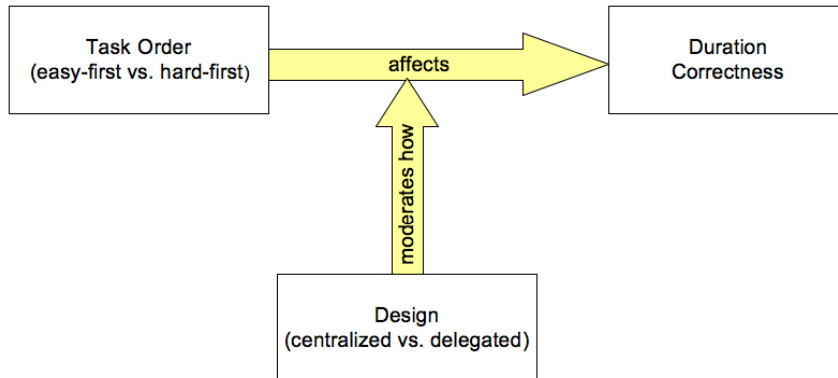 Task Order
(easy-first vs. hard-first)
affects
Duration
Correctness
moderates how
Design
(centralized vs. delegated)